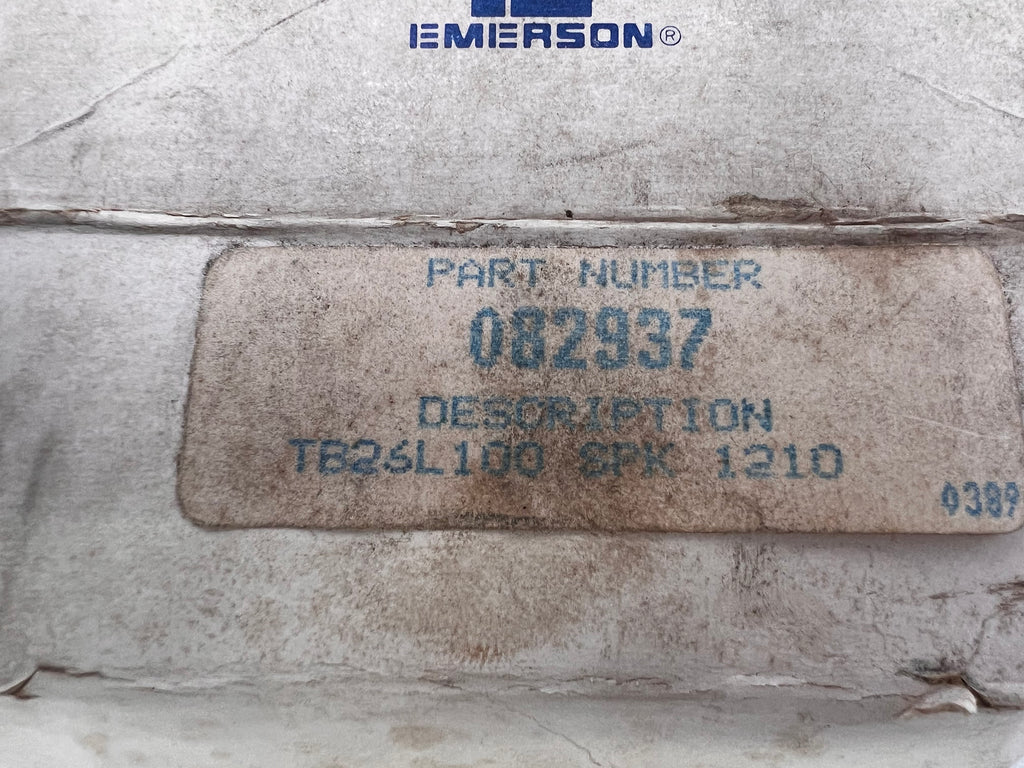 EMERSON®
PART NUMBER
082937
DESCRIPTION
TB26L100 SPK 1210
0389